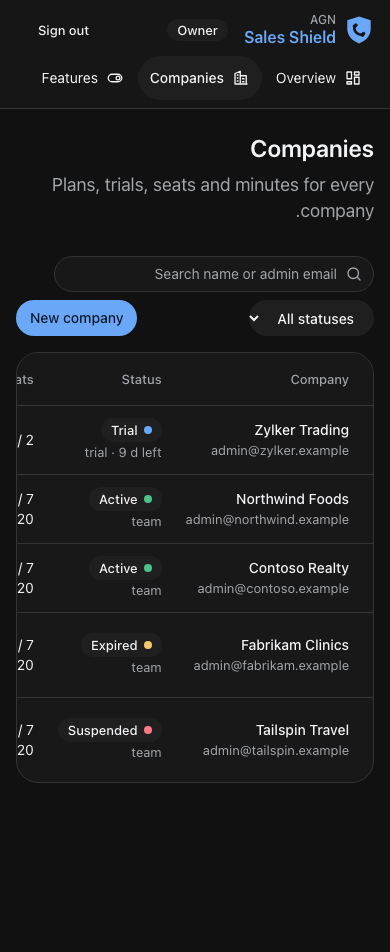 AGN
Sales Shield
Owner
Sign out
Overview
Companies
Features
Companies
Plans, trials, seats and minutes for every
.company
Search name or admin email
All statuses
New company
Company
Status
ats
Zylker Trading
admin@zylker.example
Trial
trial · 9 d left
/ 2
Northwind Foods
admin@northwind.example
Active
team
/ 7
20
Contoso Realty
admin@contoso.example
Active
team
/ 7
20
Fabrikam Clinics
admin@fabrikam.example
Expired
team
/ 7
20
Tailspin Travel
admin@tailspin.example
Suspended
team
/ 7
20